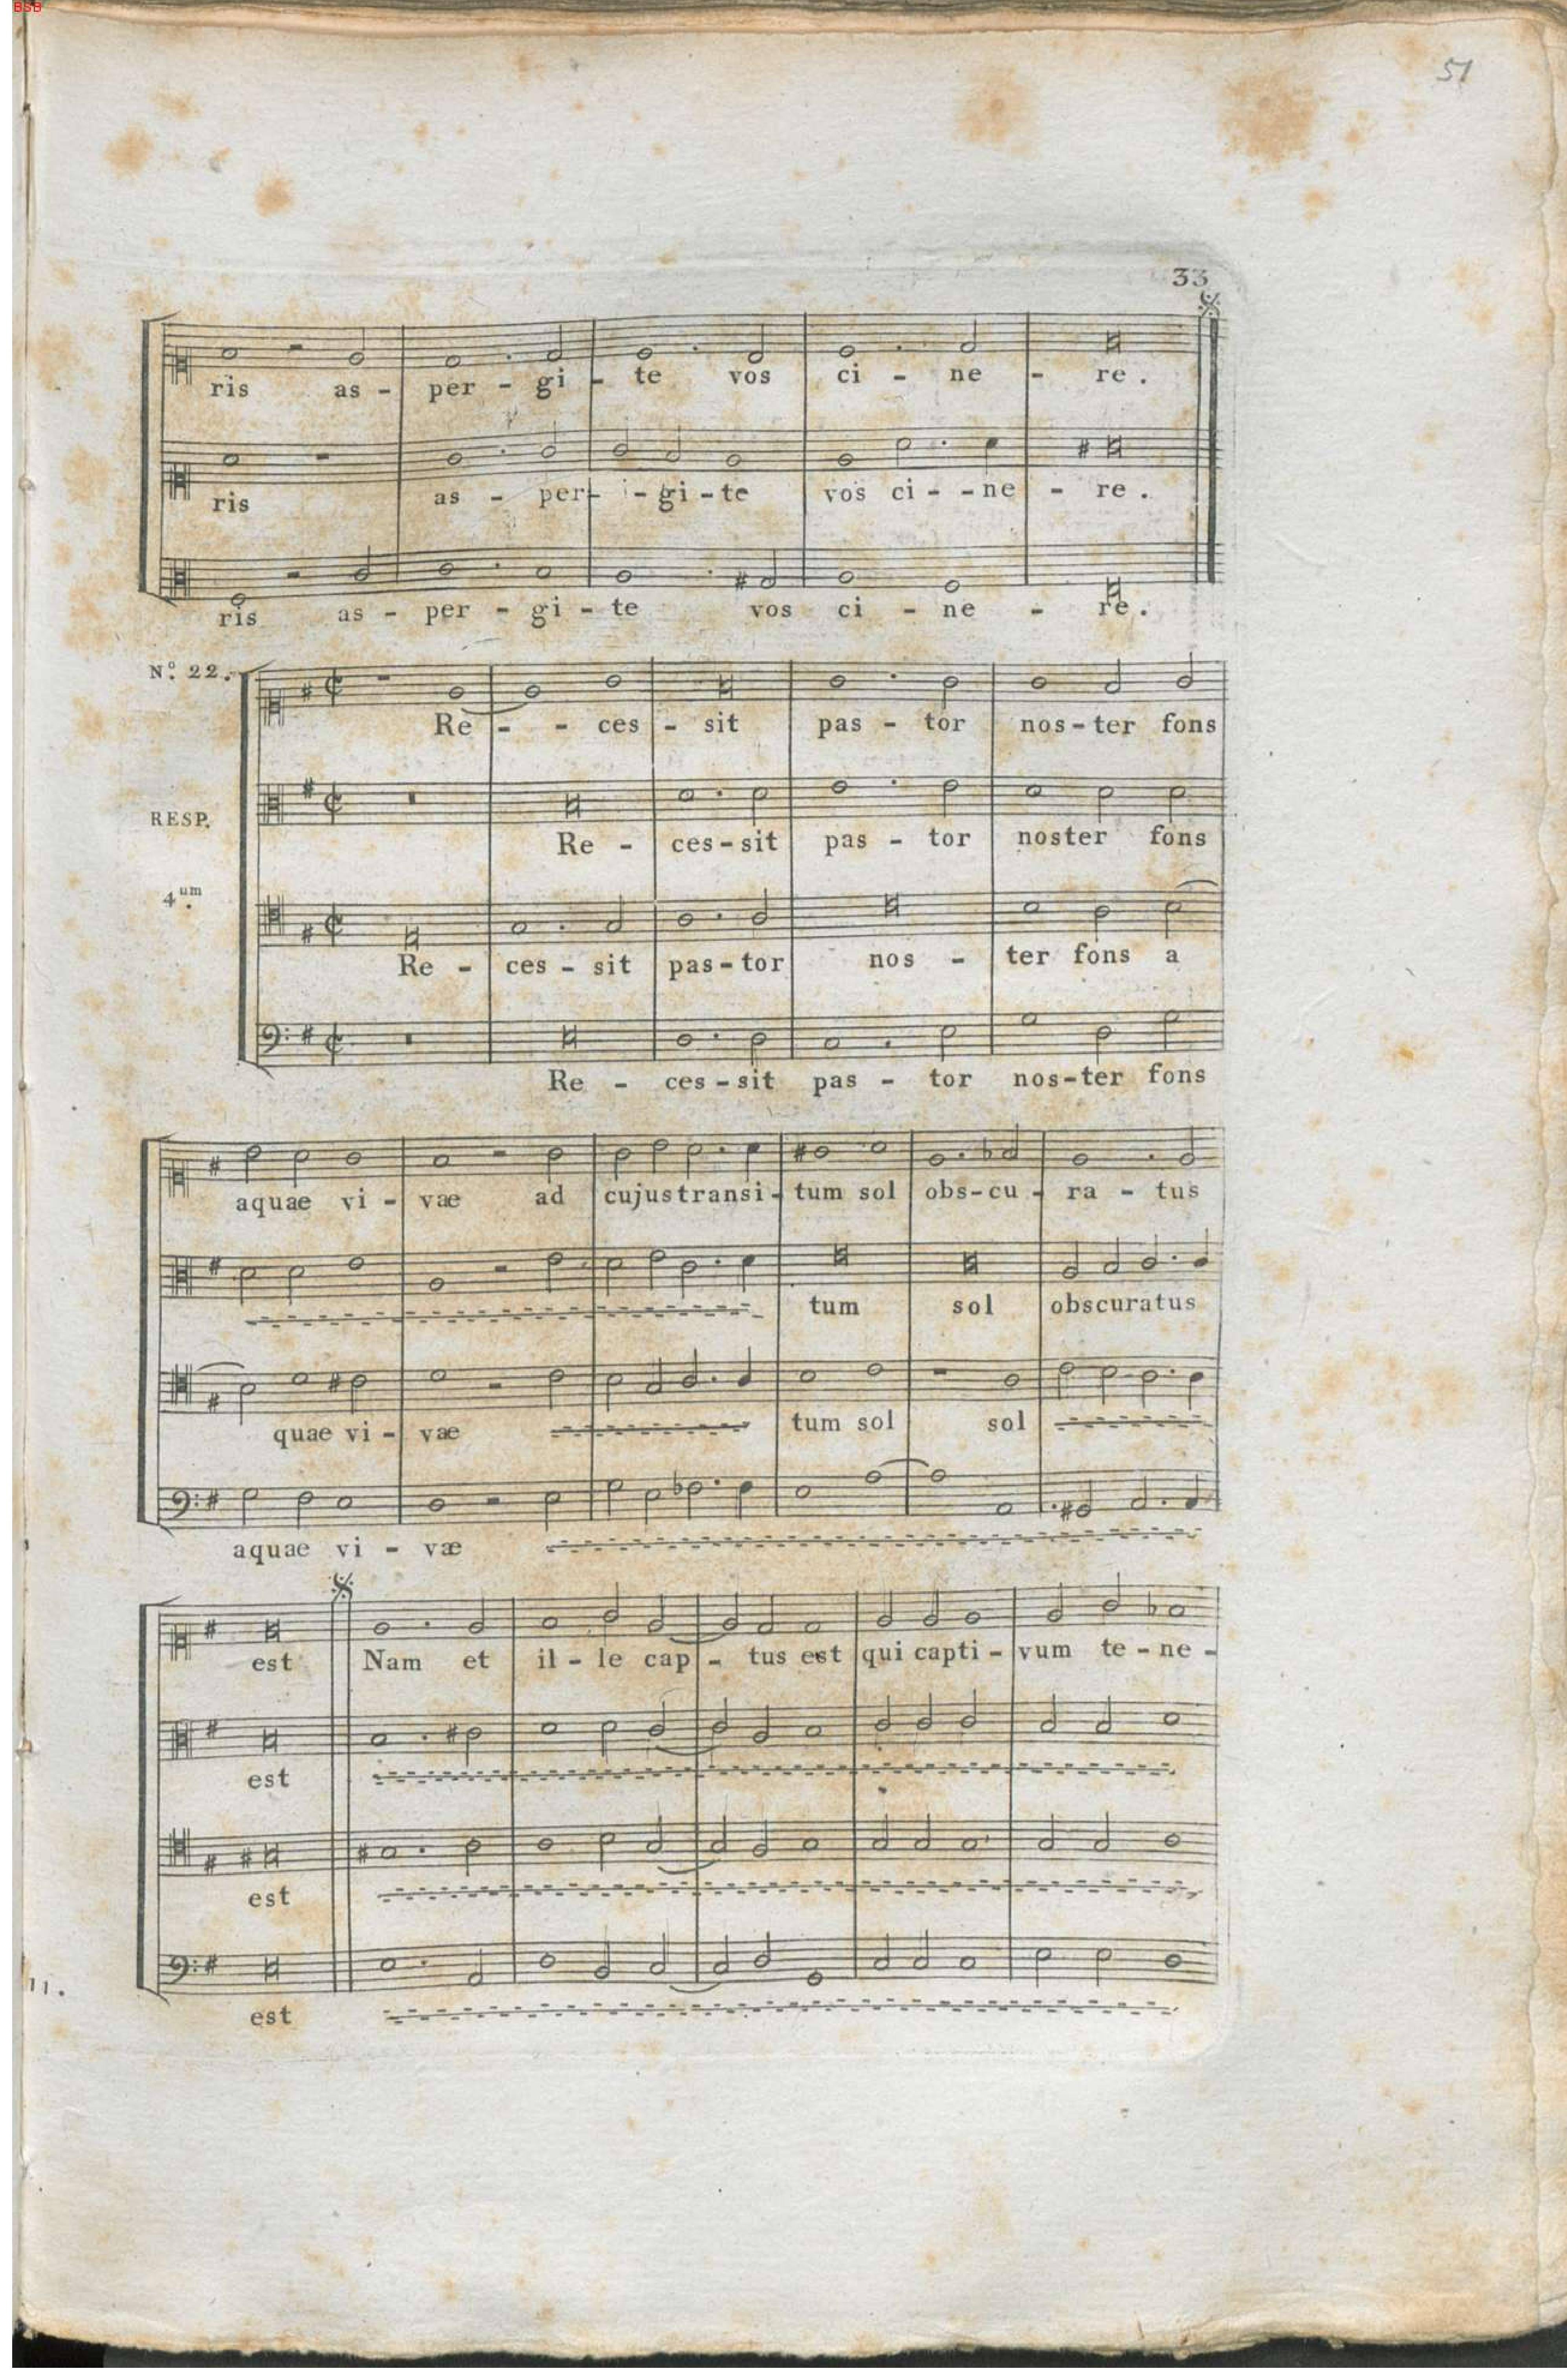 BSB
51
33
ris as - per - gi - te vos ci - ne - re .
ris as - per - - gi - te vos ci - - ne - re .
ris as - per - gi - te vos ci - ne - re .
Nº. 22.
Re - - ces - sit pas - tor nos - ter fons
RESP.
Re - ces - sit pas - tor noster fons
4.um
Re - ces - sit pas - tor nos - ter fons a
Re - ces - sit pas - tor nos - ter fons
aquae vi - vae ad cujus transi - tum sol obs - cu - ra - tus
tum sol obscuratus
quae vi - vae tum sol sol
aquae vi - væ
est Nam et il - le cap - tus est qui capti - vum te - ne -
est
est
11.
est